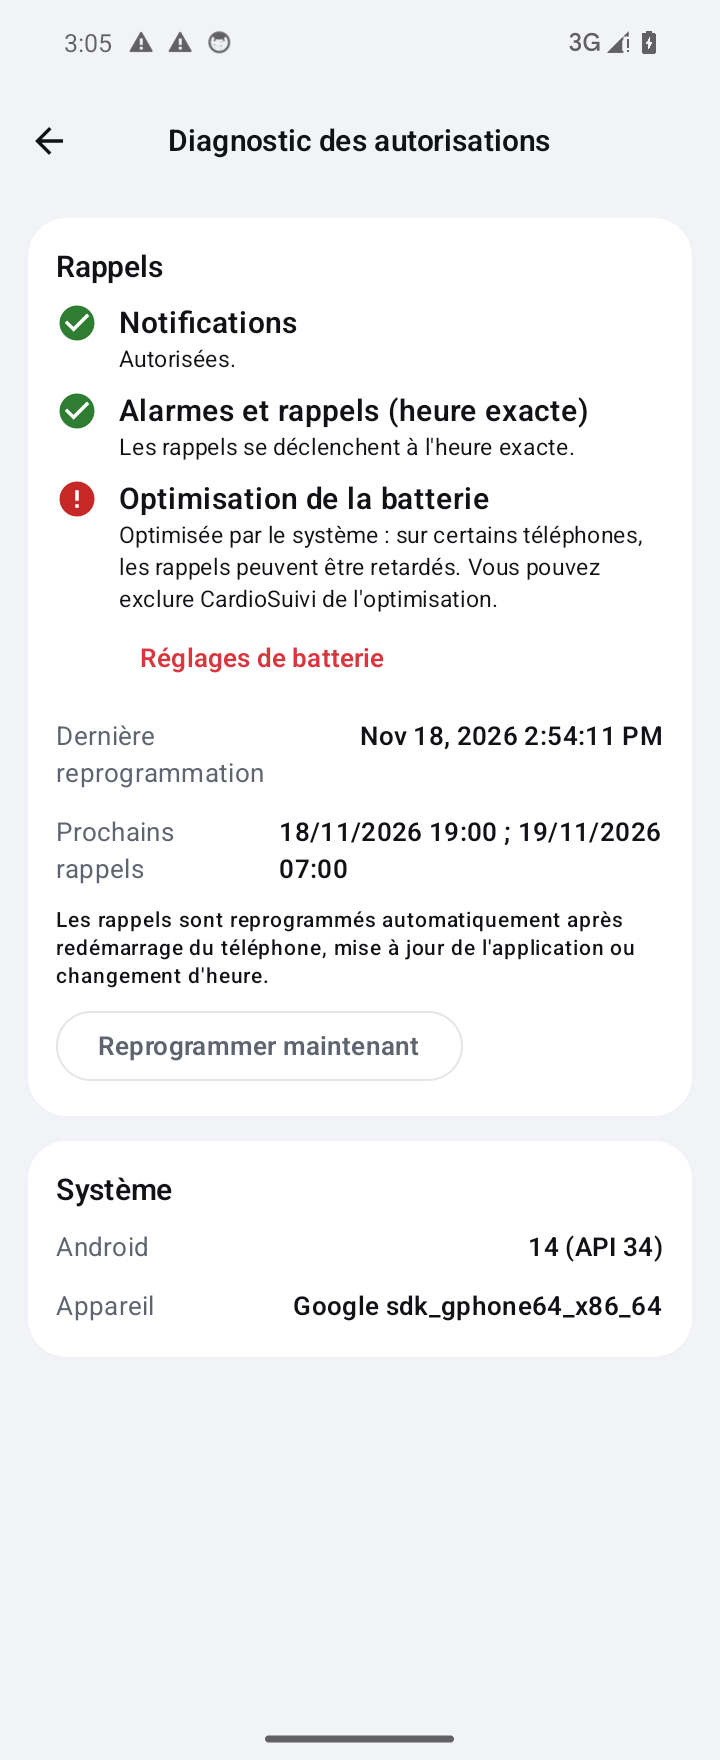 3:05
3G
Diagnostic des autorisations
Rappels
Notifications
Autorisées.
Alarmes et rappels (heure exacte)
Les rappels se déclenchent à l'heure exacte.
Optimisation de la batterie
Optimisée par le système : sur certains téléphones,
les rappels peuvent être retardés. Vous pouvez
exclure CardioSuivi de l'optimisation.
Réglages de batterie
Dernière
reprogrammation
Nov 18, 2026 2:54:11 PM
Prochains
rappels
18/11/2026 19:00 ; 19/11/2026
07:00
Les rappels sont reprogrammés automatiquement après
redémarrage du téléphone, mise à jour de l'application ou
changement d'heure.
Reprogrammer maintenant
Système
Android
14 (API 34)
Appareil
Google sdk_gphone64_x86_64